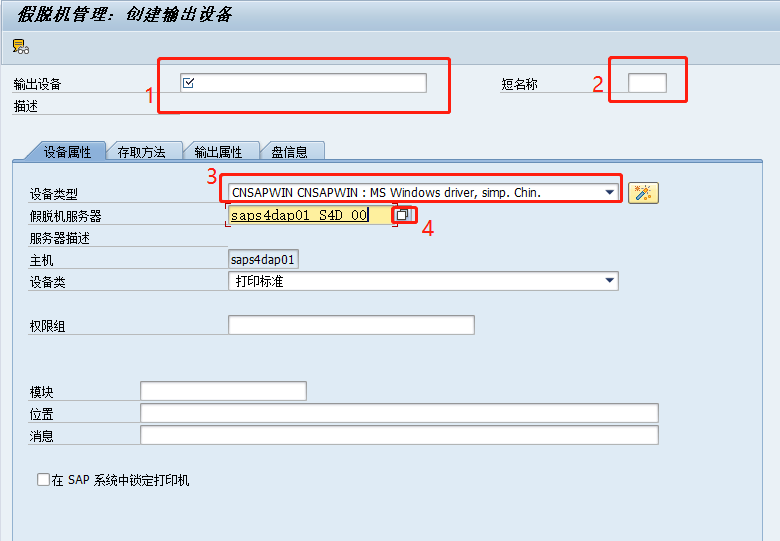 假脱机管理：创建输出设备
输出设备 1 短名称 2
描述
设备属性 存取方法 输出属性 盘信息
3
设备类型 CNSAPWIN CNSAPWIN : MS Windows driver, simp. Chin.
假脱机服务器 saps4dap01_S4D_00 4
服务器描述
主机 saps4dap01
设备类 打印标准
权限组
模块
位置
消息
在 SAP 系统中锁定打印机